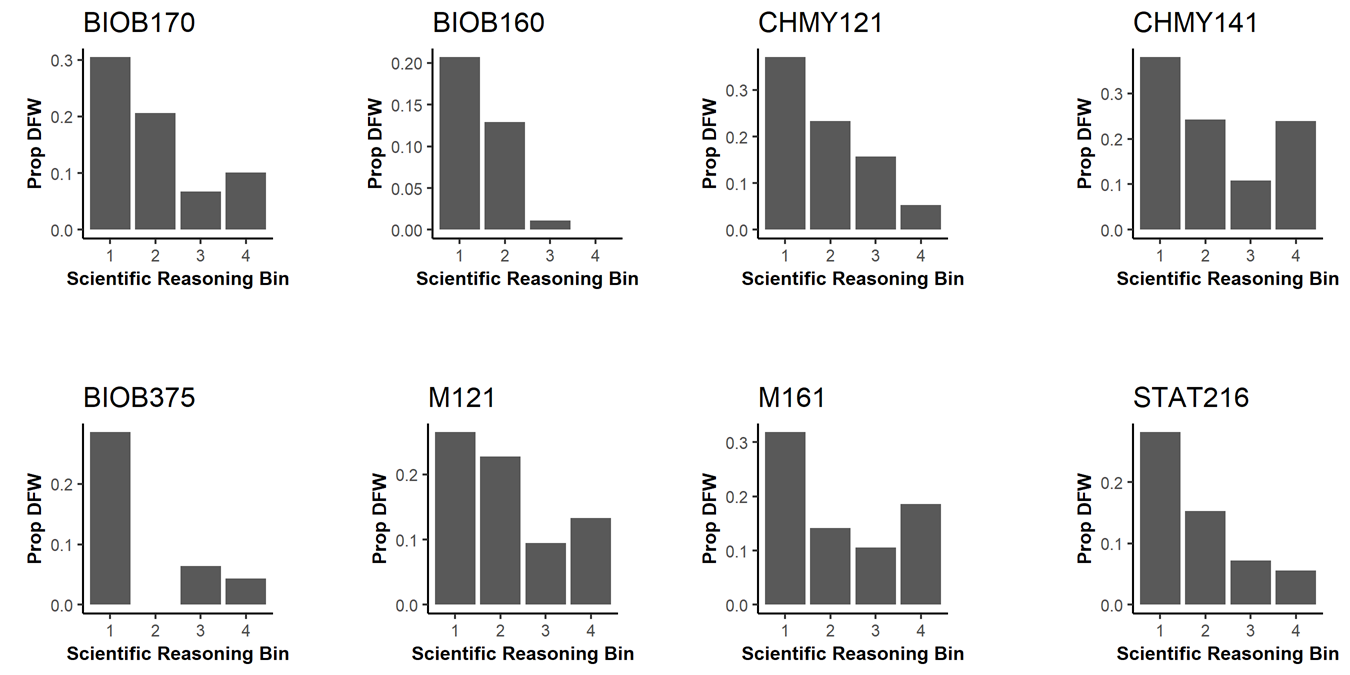 BIOB170
BIOB160
CHMY121
CHMY141
Prop DFW
0.3
0.2
0.1
0.0
1 2 3 4
Scientific Reasoning Bin
Prop DFW
0.20
0.15
0.10
0.05
0.00
1 2 3 4
Scientific Reasoning Bin
Prop DFW
0.3
0.2
0.1
0.0
1 2 3 4
Scientific Reasoning Bin
Prop DFW
0.3
0.2
0.1
0.0
1 2 3 4
Scientific Reasoning Bin
BIOB375
M121
M161
STAT216
Prop DFW
0.2
0.1
0.0
1 2 3 4
Scientific Reasoning Bin
Prop DFW
0.2
0.1
0.0
1 2 3 4
Scientific Reasoning Bin
Prop DFW
0.3
0.2
0.1
0.0
1 2 3 4
Scientific Reasoning Bin
Prop DFW
0.2
0.1
0.0
1 2 3 4
Scientific Reasoning Bin